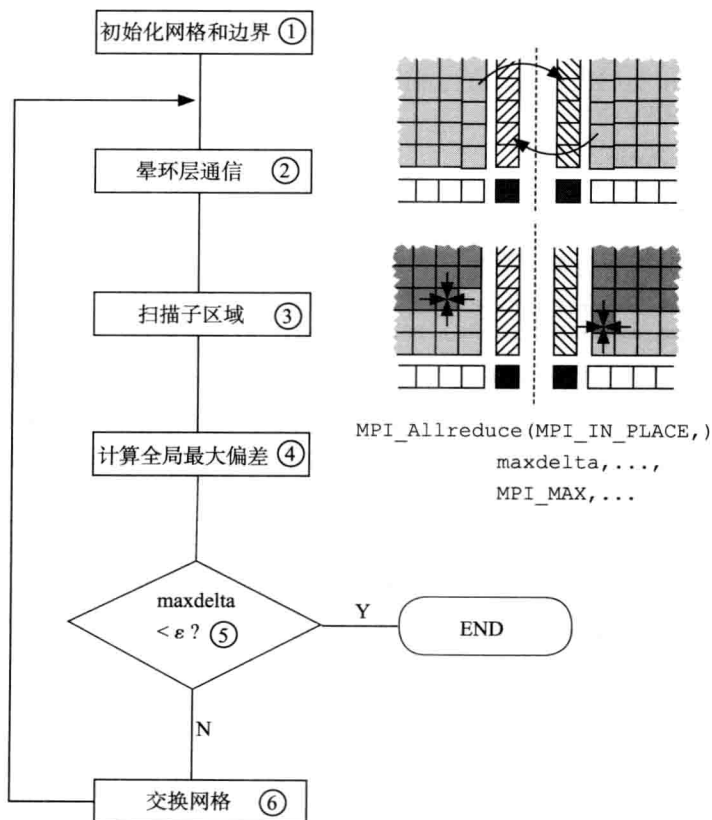 初始化网格和边界 ①
晕环层通信 ②
扫描子区域 ③
计算全局最大偏差 ④
MPI_Allreduce(MPI_IN_PLACE,)
maxdelta,...,
MPI_MAX,...
maxdelta
< ε ? ⑤
Y
END
N
交换网格 ⑥